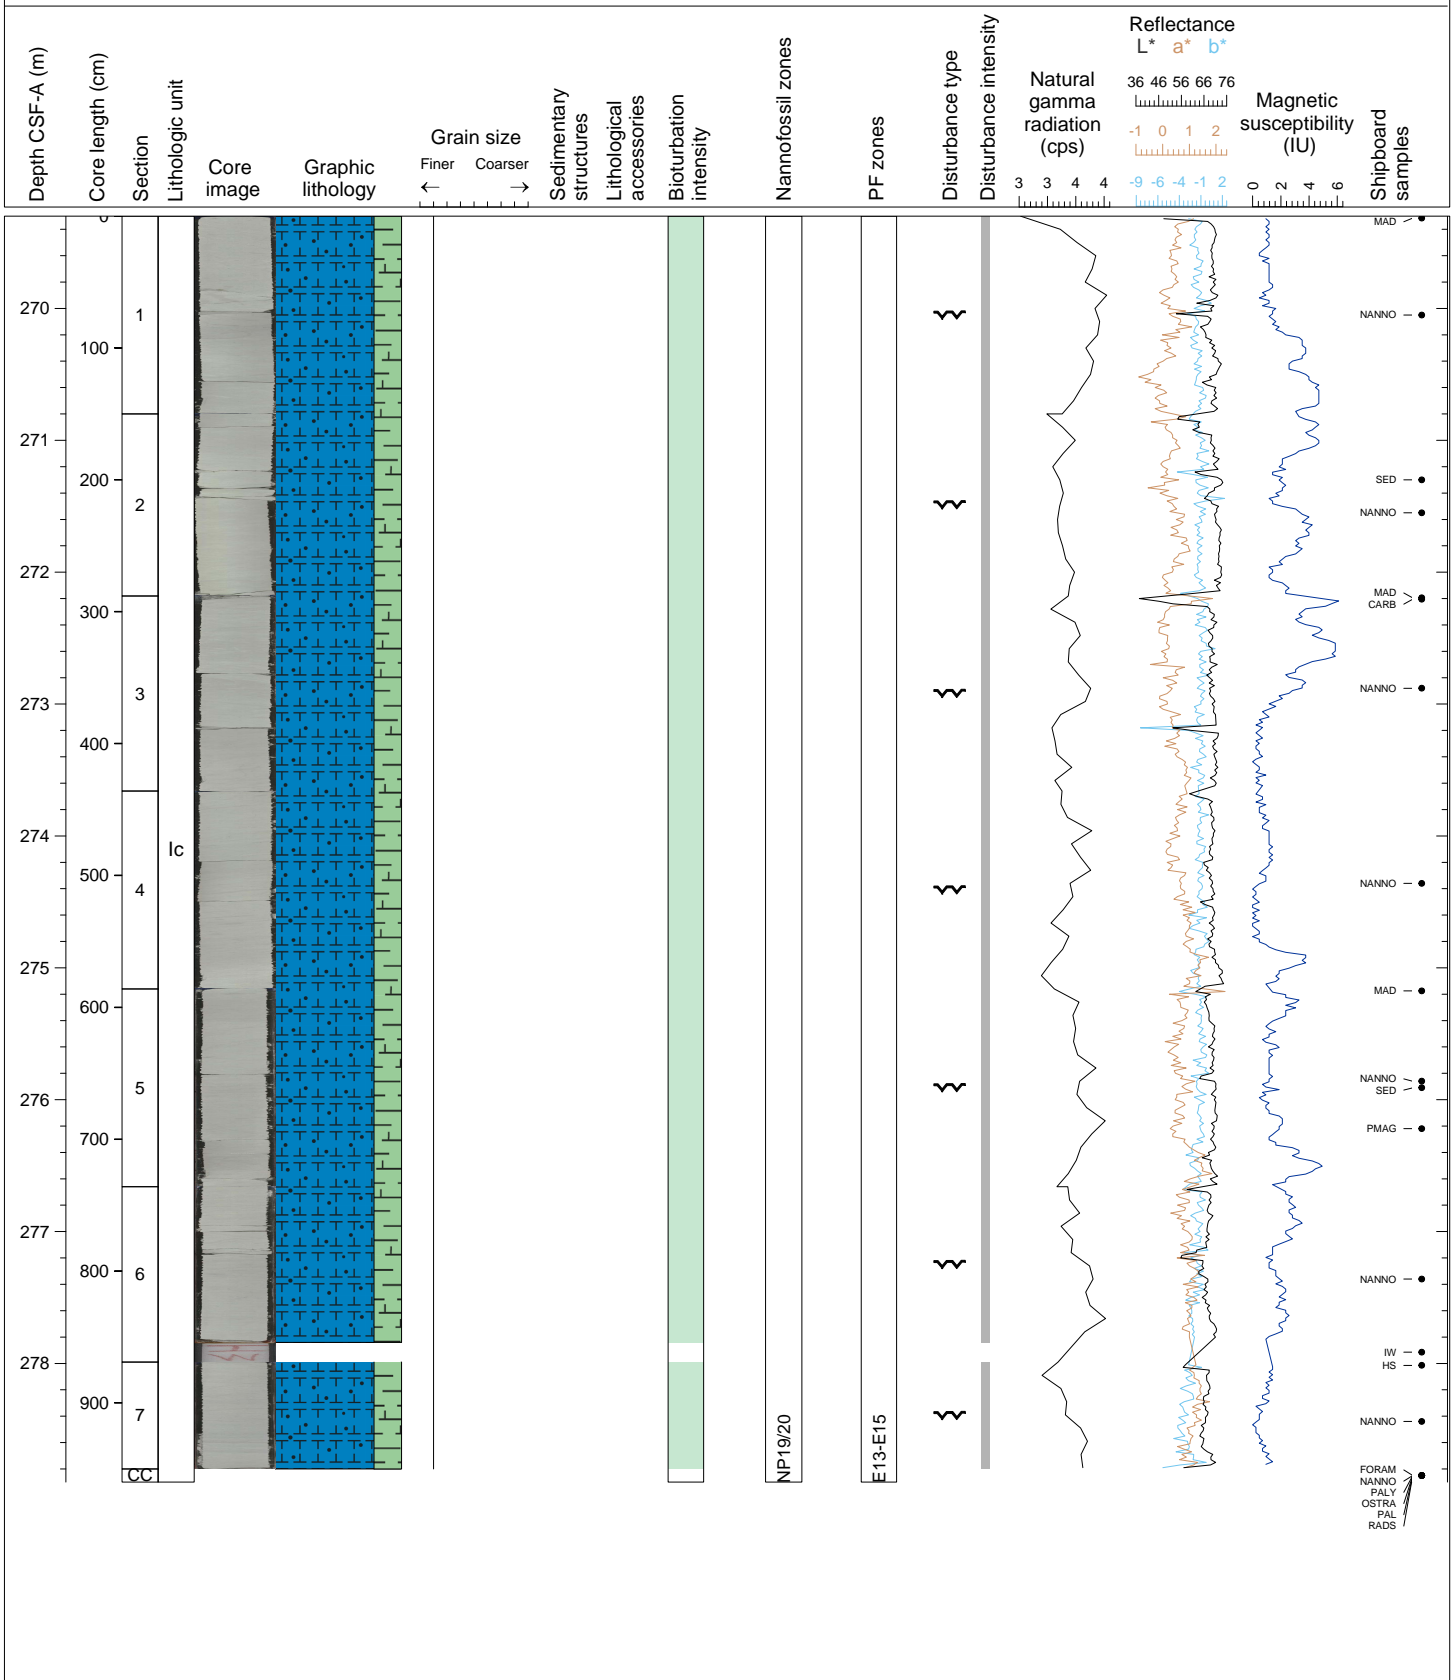 Depth CSF-A (m)
Core length (cm)
Section
Lithologic unit
Core
image
Graphic
lithology
Grain size
Finer Coarser
← →
Sedimentary
structures
Lithological
accessories
Bioturbation
intensity
Nannofossil zones
PF zones
Disturbance type
Disturbance intensity
Natural
gamma
radiation
(cps)
3 3 4 4
Reflectance
L* a* b*
36 46 56 66 76
-1 0 1 2
-9 -6 -4 -1 2
Magnetic
susceptibility
(IU)
0 2 4 6
Shipboard
samples
0
MAD
270
1
NANNO
100
271
200
SED
2
NANNO
272
300
MAD
CARB
3
273
NANNO
400
274
Ic
500
4
NANNO
275
600
MAD
5
276
NANNO
SED
700
PMAG
277
800
6
NANNO
278
IW
HS
900
7
NANNO
NP19/20
E13-E15
CC
FORAM
NANNO
PALY
OSTRA
PAL
RADS